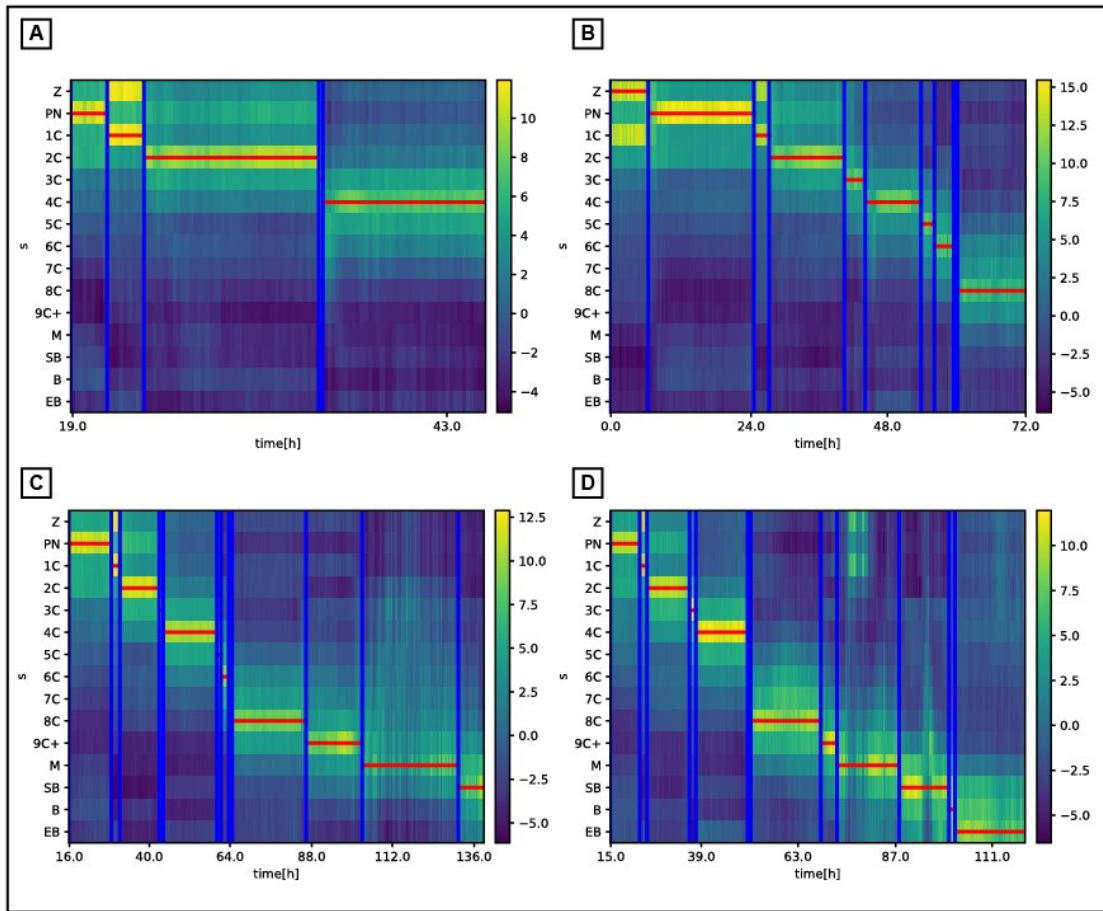 A
Z
PN
1C
2C
3C
4C
5C
6C
7C
8C
9C+
M
SB
B
EB
s
19.0 43.0
time[h]
10
8
6
4
2
0
−2
−4
B
Z
PN
1C
2C
3C
4C
5C
6C
7C
8C
9C+
M
SB
B
EB
s
0.0 24.0 48.0 72.0
time[h]
15.0
12.5
10.0
7.5
5.0
2.5
0.0
−2.5
−5.0
C
Z
PN
1C
2C
3C
4C
5C
6C
7C
8C
9C+
M
SB
B
EB
s
16.0 40.0 64.0 88.0 112.0 136.0
time[h]
12.5
10.0
7.5
5.0
2.5
0.0
−2.5
−5.0
D
Z
PN
1C
2C
3C
4C
5C
6C
7C
8C
9C+
M
SB
B
EB
s
15.0 39.0 63.0 87.0 111.0
time[h]
10.0
7.5
5.0
2.5
0.0
−2.5
−5.0